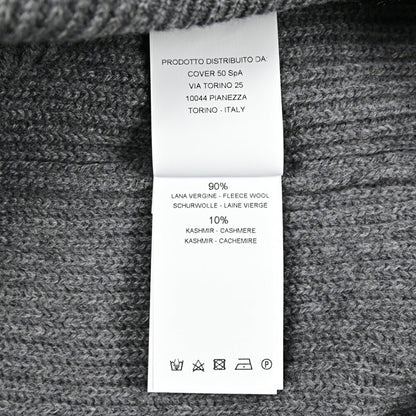 PRODOTTO DISTRIBUITO DA:
COVER 50 SpA
VIA TORINO 25
10044 PIANEZZA
TORINO - ITALY
90%
LANA VERGINE - FLEECE WOOL
SCHURWOLLE - LAINE VIERGE
10%
KASHMIR - CASHMERE
KASHMIR - CACHEMIRE
P